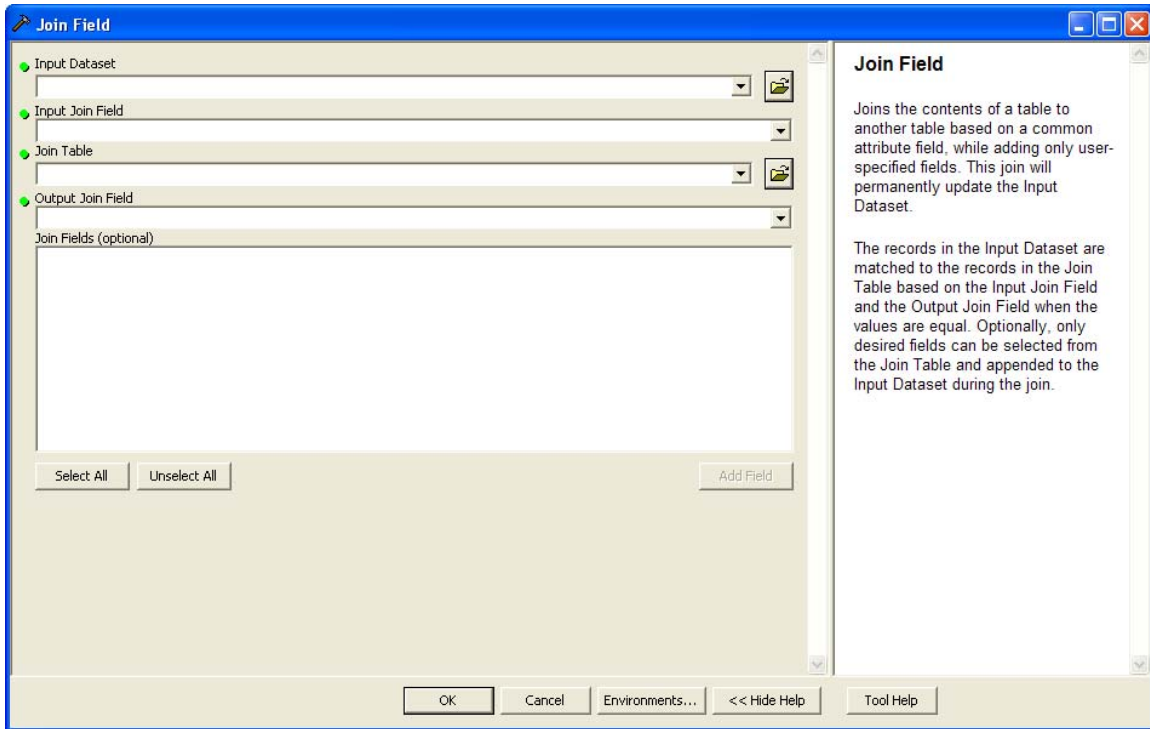 Join Field
Input Dataset
Input Join Field
Join Table
Output Join Field
Join Fields (optional)
Select All
Unselect All
Add Field
Join Field
Joins the contents of a table to
another table based on a common
attribute field, while adding only user-
specified fields. This join will
permanently update the Input
Dataset.
The records in the Input Dataset are
matched to the records in the Join
Table based on the Input Join Field
and the Output Join Field when the
values are equal. Optionally, only
desired fields can be selected from
the Join Table and appended to the
Input Dataset during the join.
OK
Cancel
Environments...
<< Hide Help
Tool Help